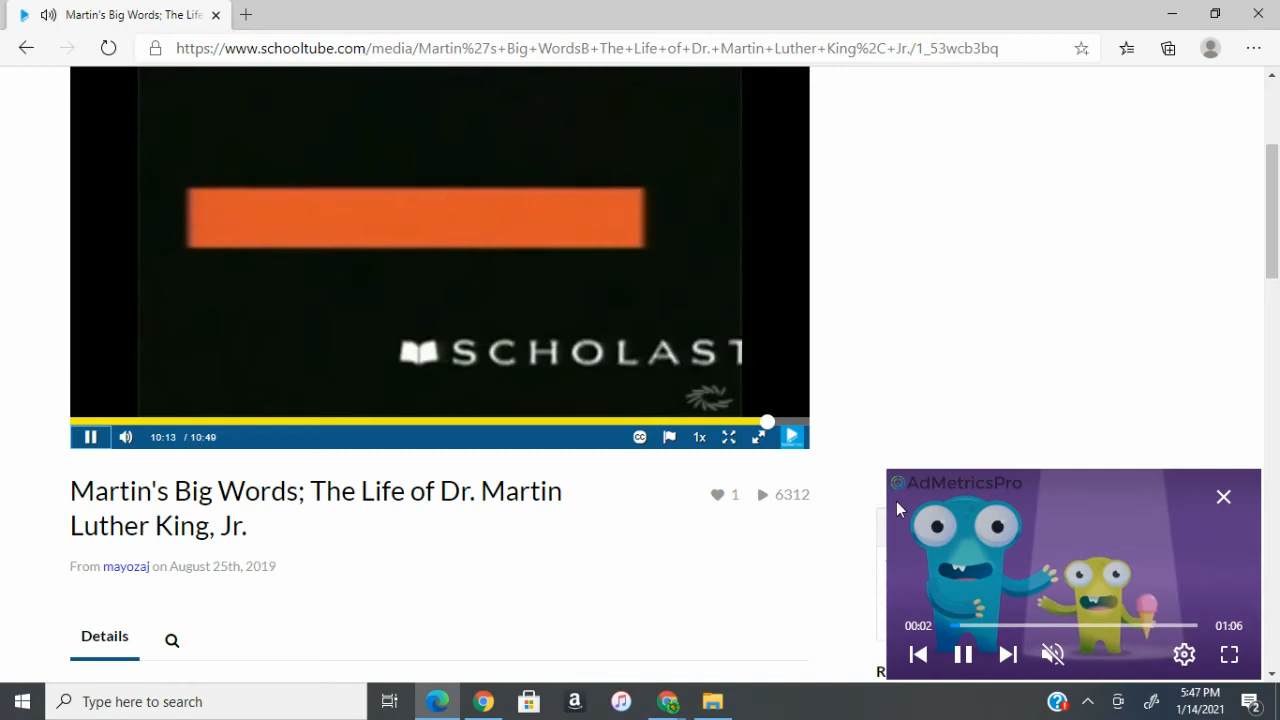 Martin's Big Words; The Life
https://www.schooltube.com/media/Martin%27s+Big+WordsB+The+Life+of+Dr.+Martin+Luther+King%2C+Jr./1_53wcb3bq
SCHOLAST
10:13 / 10:49
CC
1x
Martin's Big Words; The Life of Dr. Martin
Luther King, Jr.
1
6312
From mayozaj on August 25th, 2019
Details
AdMetricsPro
00:02
01:06
R
Type here to search
5:47 PM
1/14/2021
2